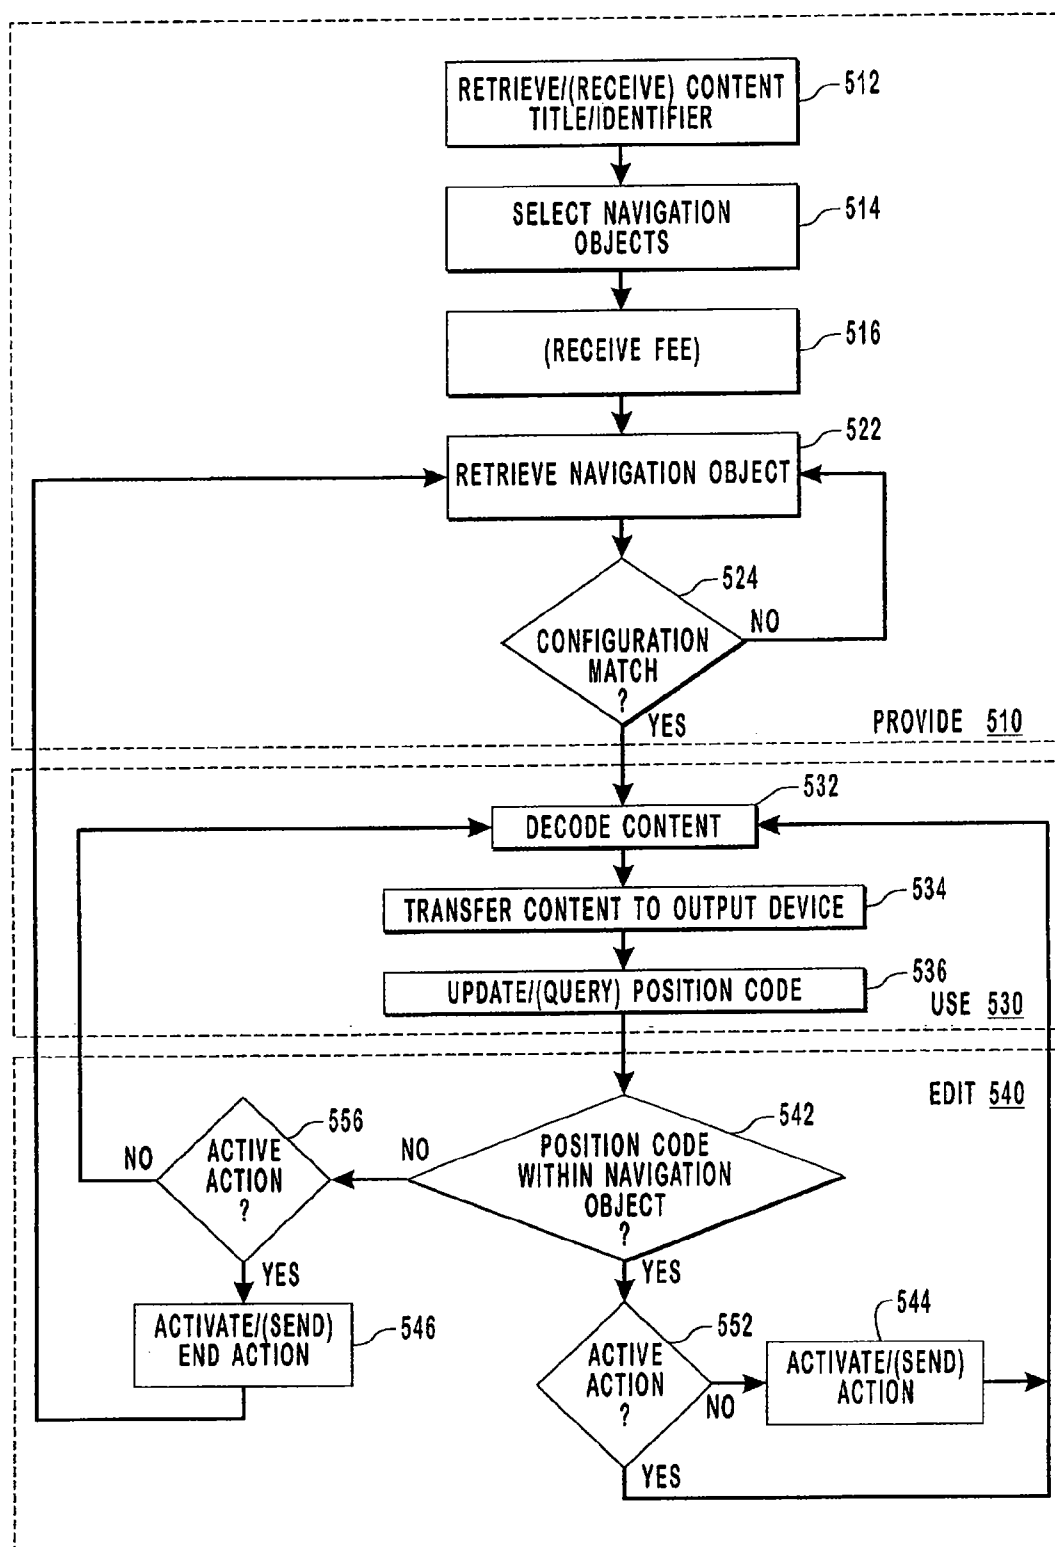 RETRIEVE/(RECEIVE) CONTENT
TITLE/IDENTIFIER
512
SELECT NAVIGATION
OBJECTS
514
(RECEIVE FEE)
516
522
RETRIEVE NAVIGATION OBJECT
524
NO
CONFIGURATION
MATCH
?
YES
PROVIDE 510
532
DECODE CONTENT
534
TRANSFER CONTENT TO OUTPUT DEVICE
536
UPDATE/(QUERY) POSITION CODE
USE 530
EDIT 540
556
542
NO
ACTIVE
ACTION
?
NO
POSITION CODE
WITHIN NAVIGATION
OBJECT
?
YES
YES
ACTIVATE/(SEND)
END ACTION
546
552
544
ACTIVE
ACTION
?
NO
ACTIVATE/(SEND)
ACTION
YES